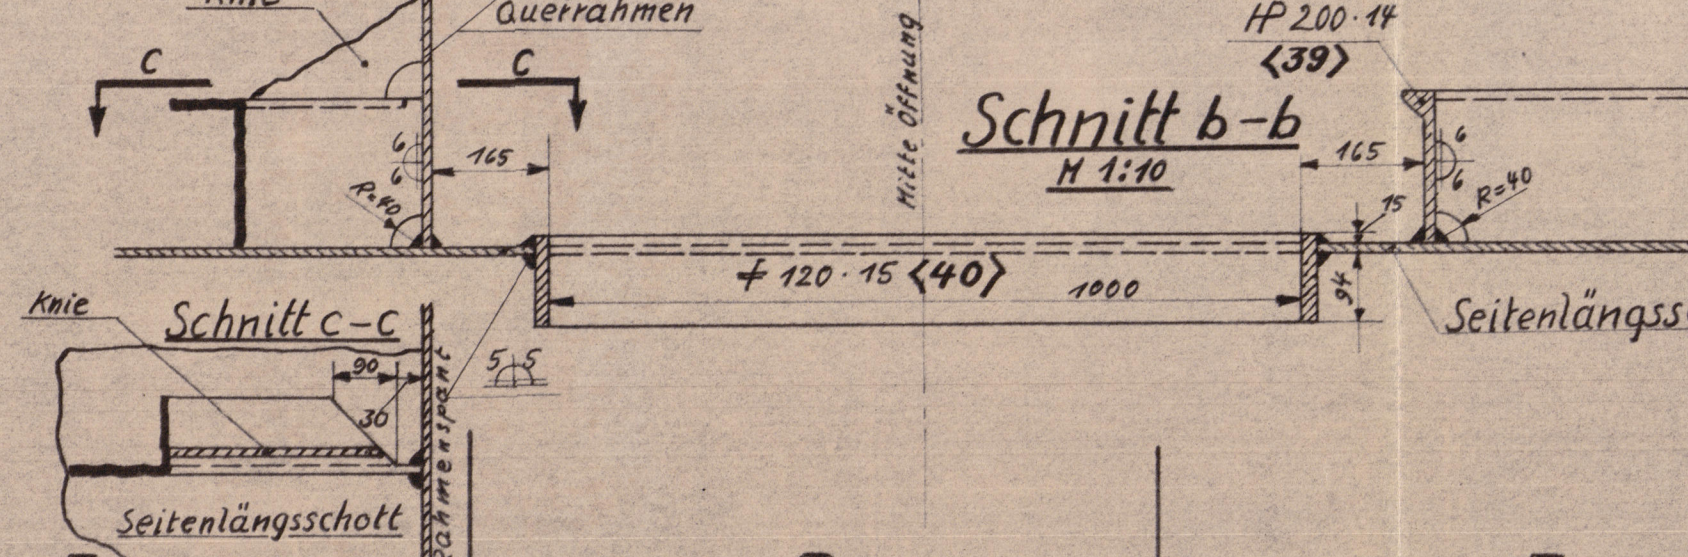 Knie
Querrahmen
Mitte Öffnung
HP 200·14
<39>
C
C
Schnitt b-b
M 1:10
6
6
165
165
6
6
R=40
R=40
15
120·15 <40>
1000
94
Knie
Schnitt c-c
Seitenlängss
5 5
90
30
Rahmenspant
Seitenlängsschott